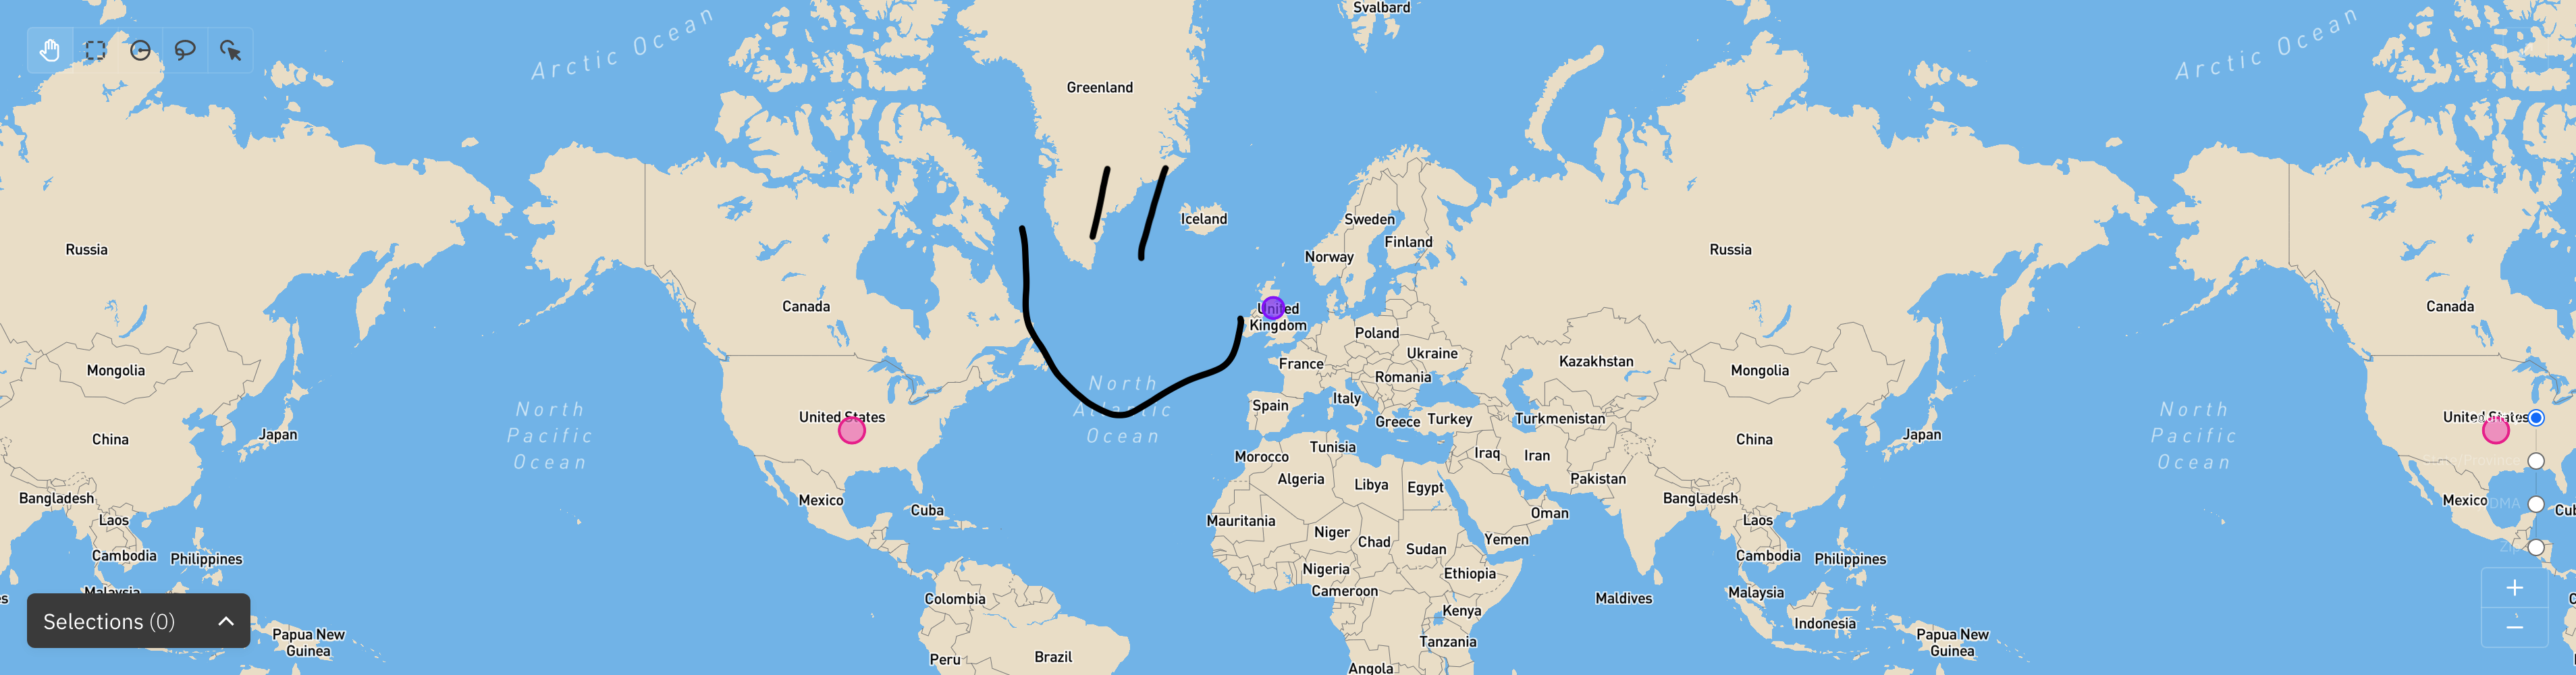 Svalbard
Arctic Ocean
Arctic Ocean
Greenland
Iceland
Sweden
Finland
Norway
Russia
Russia
Canada
Canada
United
Kingdom
Poland
Ukraine
France
Romania
Kazakhstan
Mongolia
Mongolia
North
Atlantic
Ocean
Spain
Italy
Greece
Turkey
Turkmenistan
North
Pacific
Ocean
North
Pacific
Ocean
United States
United States
China
China
Japan
Japan
Morocco
Tunisia
Iraq
Iran
Algeria
Libya
Egypt
Pakistan
Bangladesh
Bangladesh
Mexico
Mexico
Cuba
Oman
Mauritania
Niger
Chad
Sudan
Yemen
Laos
Laos
Cambodia
Cambodia
Philippines
Philippines
Nigeria
Ethiopia
Cameroon
Malaysia
Malaysia
Maldives
Colombia
Kenya
Indonesia
Tanzania
Papua New
Guinea
Papua New
Guinea
Peru
Brazil
Angola
Selections (0)